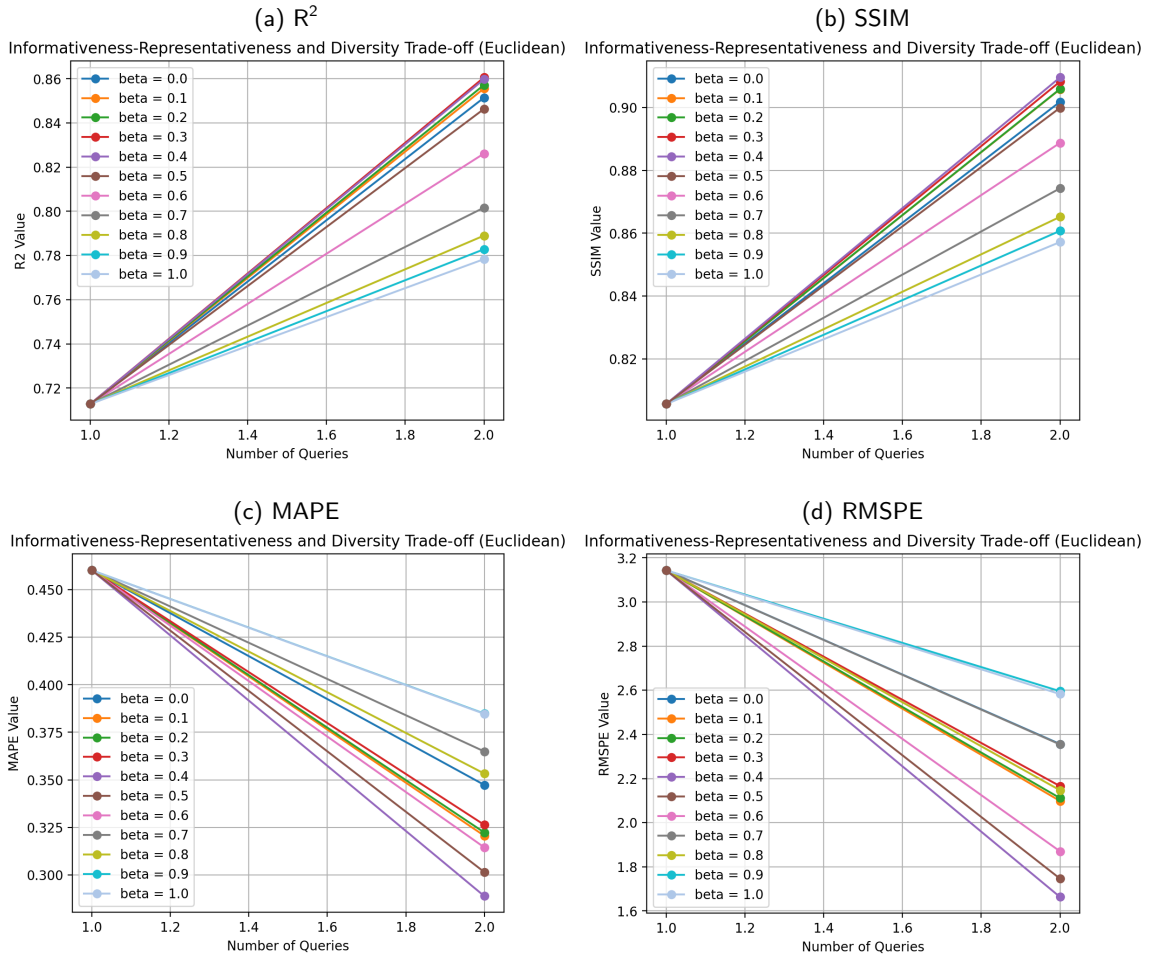 (a) R²
Informativeness-Representativeness and Diversity Trade-off (Euclidean)
0.86
0.84
0.82
0.80
0.78
0.76
0.74
0.72
R2 Value
beta = 0.0
beta = 0.1
beta = 0.2
beta = 0.3
beta = 0.4
beta = 0.5
beta = 0.6
beta = 0.7
beta = 0.8
beta = 0.9
beta = 1.0
1.0 1.2 1.4 1.6 1.8 2.0
Number of Queries
(b) SSIM
Informativeness-Representativeness and Diversity Trade-off (Euclidean)
0.90
0.88
0.86
0.84
0.82
SSIM Value
beta = 0.0
beta = 0.1
beta = 0.2
beta = 0.3
beta = 0.4
beta = 0.5
beta = 0.6
beta = 0.7
beta = 0.8
beta = 0.9
beta = 1.0
1.0 1.2 1.4 1.6 1.8 2.0
Number of Queries
(c) MAPE
Informativeness-Representativeness and Diversity Trade-off (Euclidean)
0.450
0.425
0.400
0.375
0.350
0.325
0.300
MAPE Value
beta = 0.0
beta = 0.1
beta = 0.2
beta = 0.3
beta = 0.4
beta = 0.5
beta = 0.6
beta = 0.7
beta = 0.8
beta = 0.9
beta = 1.0
1.0 1.2 1.4 1.6 1.8 2.0
Number of Queries
(d) RMSPE
Informativeness-Representativeness and Diversity Trade-off (Euclidean)
3.2
3.0
2.8
2.6
2.4
2.2
2.0
1.8
1.6
RMSPE Value
beta = 0.0
beta = 0.1
beta = 0.2
beta = 0.3
beta = 0.4
beta = 0.5
beta = 0.6
beta = 0.7
beta = 0.8
beta = 0.9
beta = 1.0
1.0 1.2 1.4 1.6 1.8 2.0
Number of Queries